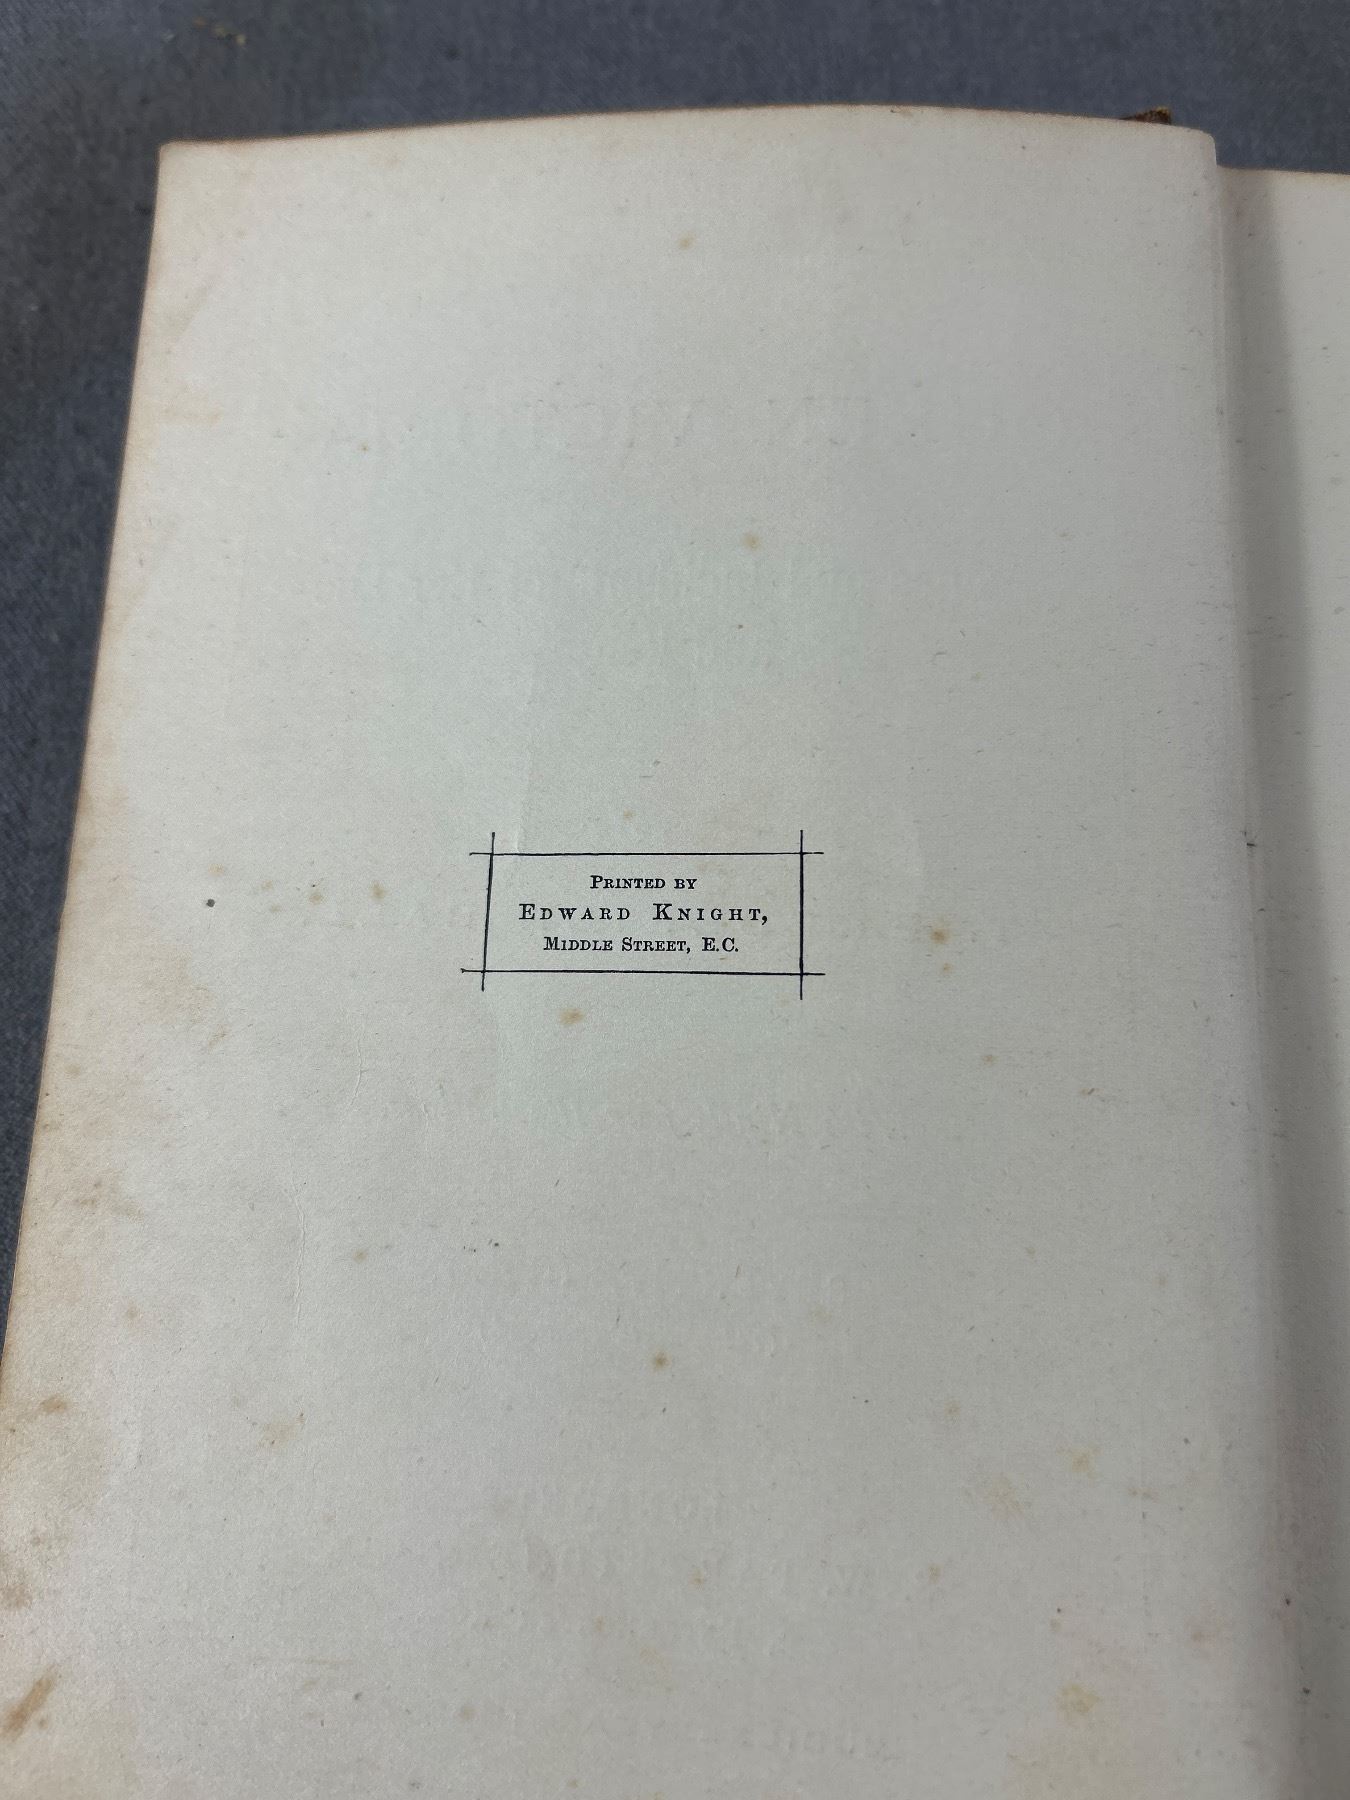 Printed by
Edward Knight,
Middle Street, E.C.